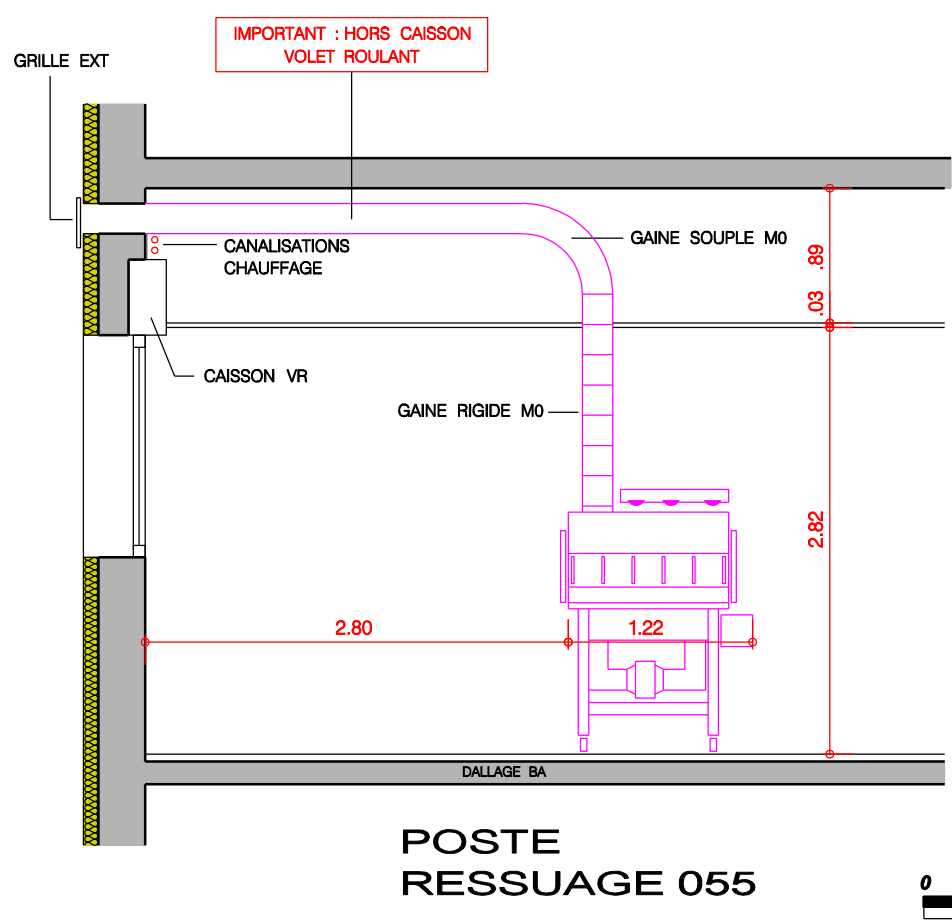 IMPORTANT : HORS CAISSON
VOLET ROULANT
GRILLE EXT
CANALISATIONS
CHAUFFAGE
GAINE SOUPLE M0
.89
.03
CAISSON VR
GAINE RIGIDE M0
2.82
2.80
1.22
DALLAGE BA
POSTE
RESSUAGE 055
0